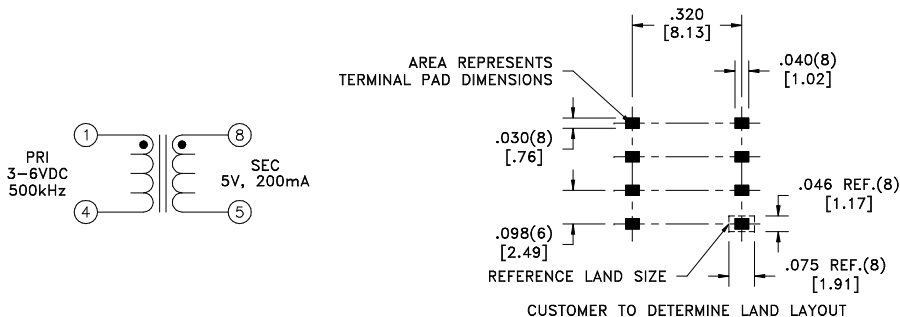 1
4
PRI
3-6VDC
500kHz
8
5
SEC
5V, 200mA
.320
[8.13]
AREA REPRESENTS
TERMINAL PAD DIMENSIONS
.040(8)
[1.02]
.030(8)
[.76]
.046 REF.(8)
[1.17]
.098(6)
[2.49]
REFERENCE LAND SIZE
.075 REF.(8)
[1.91]
CUSTOMER TO DETERMINE LAND LAYOUT